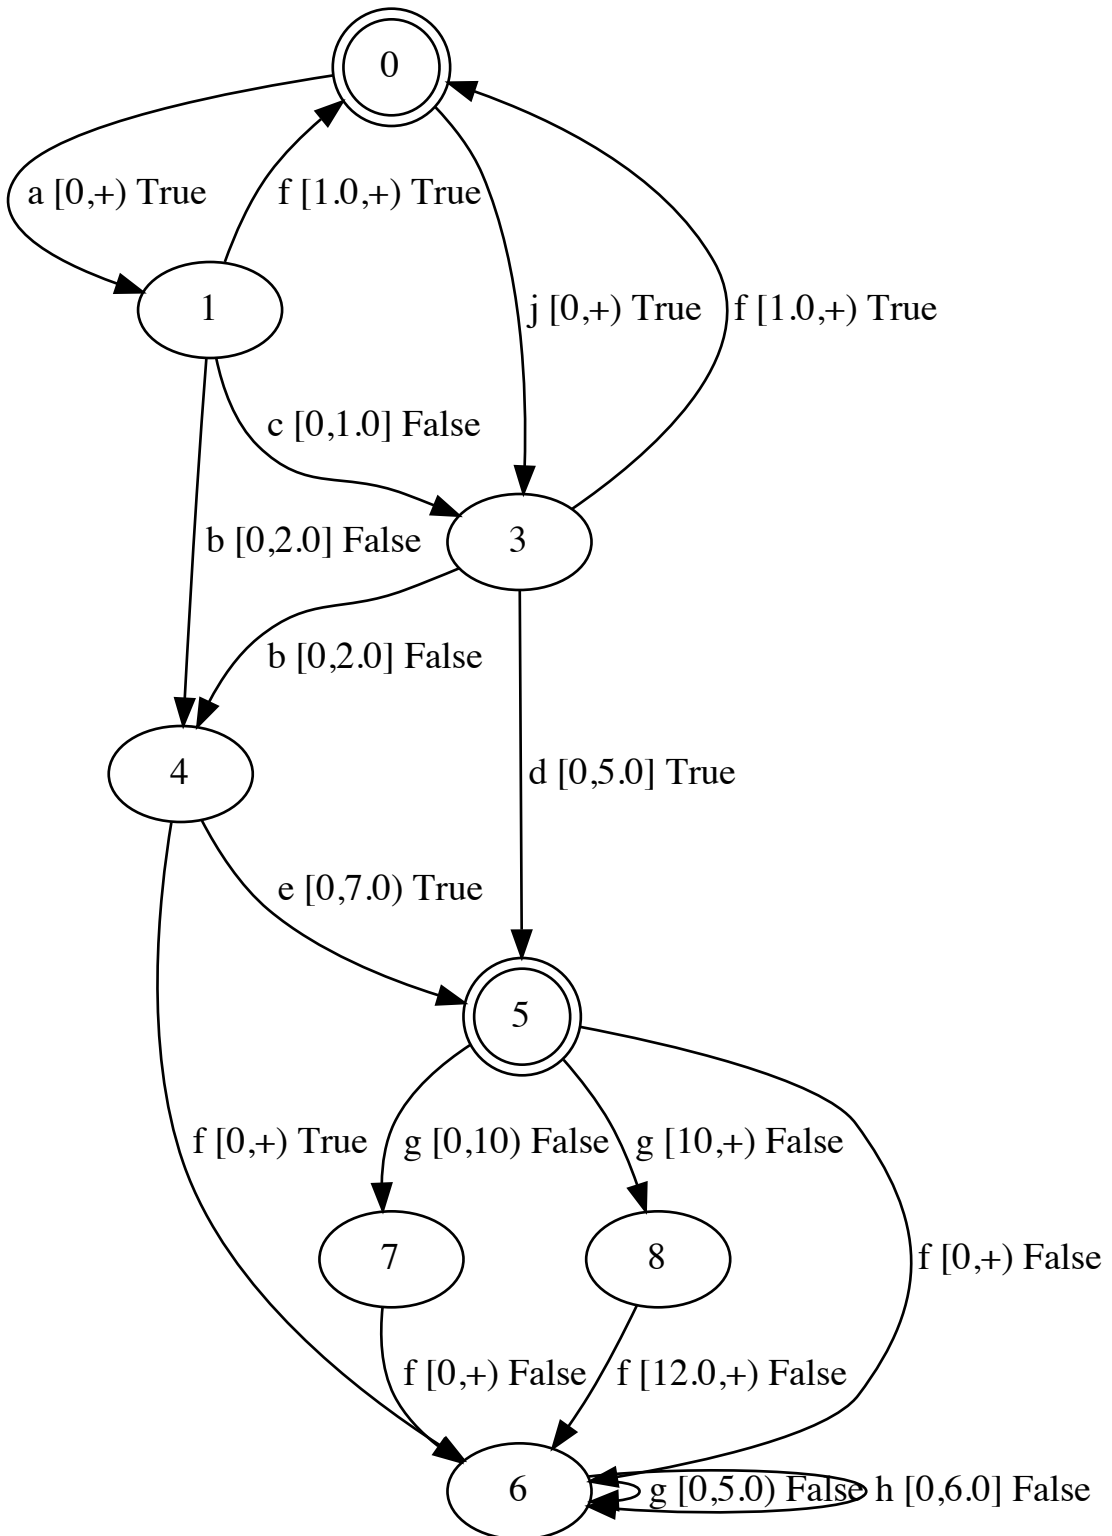 0
a [0,+) True
f [1.0,+) True
1
j [0,+) True
f [1.0,+) True
c [0,1.0] False
b [0,2.0] False
3
b [0,2.0] False
4
d [0,5.0] True
e [0,7.0) True
5
f [0,+) True
g [0,10) False
g [10,+) False
7
8
f [0,+) False
f [0,+) False
f [12.0,+) False
6
g [0,5.0) False
h [0,6.0] False